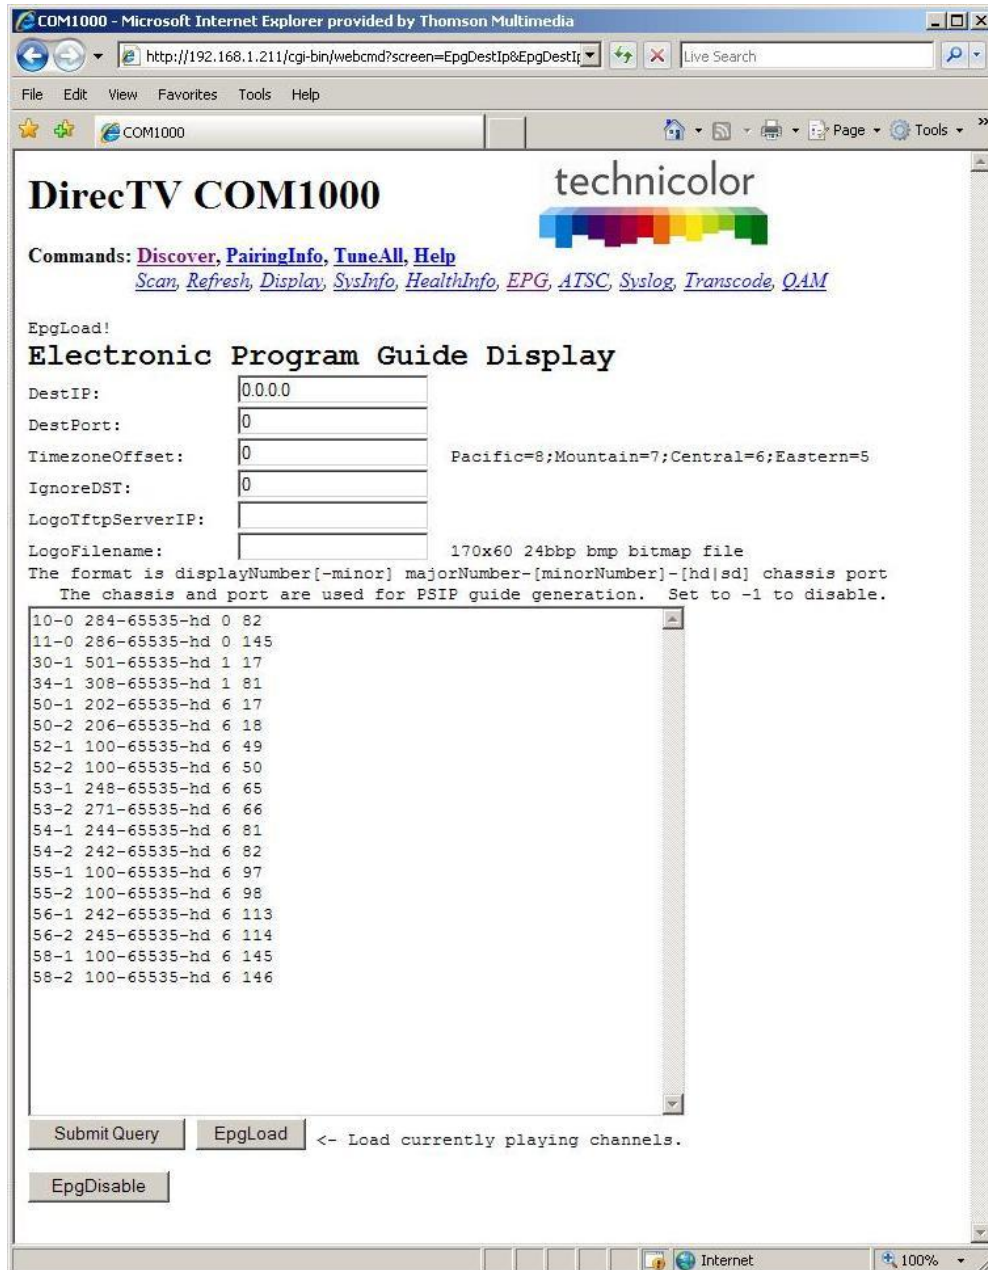 COM1000 - Microsoft Internet Explorer provided by Thomson Multimedia
http://192.168.1.211/cgi-bin/webcmd?screen=EpgDestIp&EpgDestIp
Live Search
File Edit View Favorites Tools Help
COM1000
Page Tools »
DirecTV COM1000
technicolor
Commands: Discover, PairingInfo, TuneAll, Help
Scan, Refresh, Display, SysInfo, HealthInfo, EPG, ATSC, Syslog, Transcode, QAM
EpgLoad!
Electronic Program Guide Display
DestIP: 0.0.0.0
DestPort: 0
TimezoneOffset: 0 Pacific=8;Mountain=7;Central=6;Eastern=5
IgnoreDST: 0
LogoTftpServerIP:
LogoFilename: 170x60 24bbp bmp bitmap file
The format is displayNumber[-minor] majorNumber-[minorNumber]-[hd|sd] chassis port
The chassis and port are used for PSIP guide generation. Set to -1 to disable.
10-0 284-65535-hd 0 82
11-0 286-65535-hd 0 145
30-1 501-65535-hd 1 17
34-1 308-65535-hd 1 81
50-1 202-65535-hd 6 17
50-2 206-65535-hd 6 18
52-1 100-65535-hd 6 49
52-2 100-65535-hd 6 50
53-1 248-65535-hd 6 65
53-2 271-65535-hd 6 66
54-1 244-65535-hd 6 81
54-2 242-65535-hd 6 82
55-1 100-65535-hd 6 97
55-2 100-65535-hd 6 98
56-1 242-65535-hd 6 113
56-2 245-65535-hd 6 114
58-1 100-65535-hd 6 145
58-2 100-65535-hd 6 146
Submit Query EpgLoad <- Load currently playing channels.
EpgDisable
Internet 100%